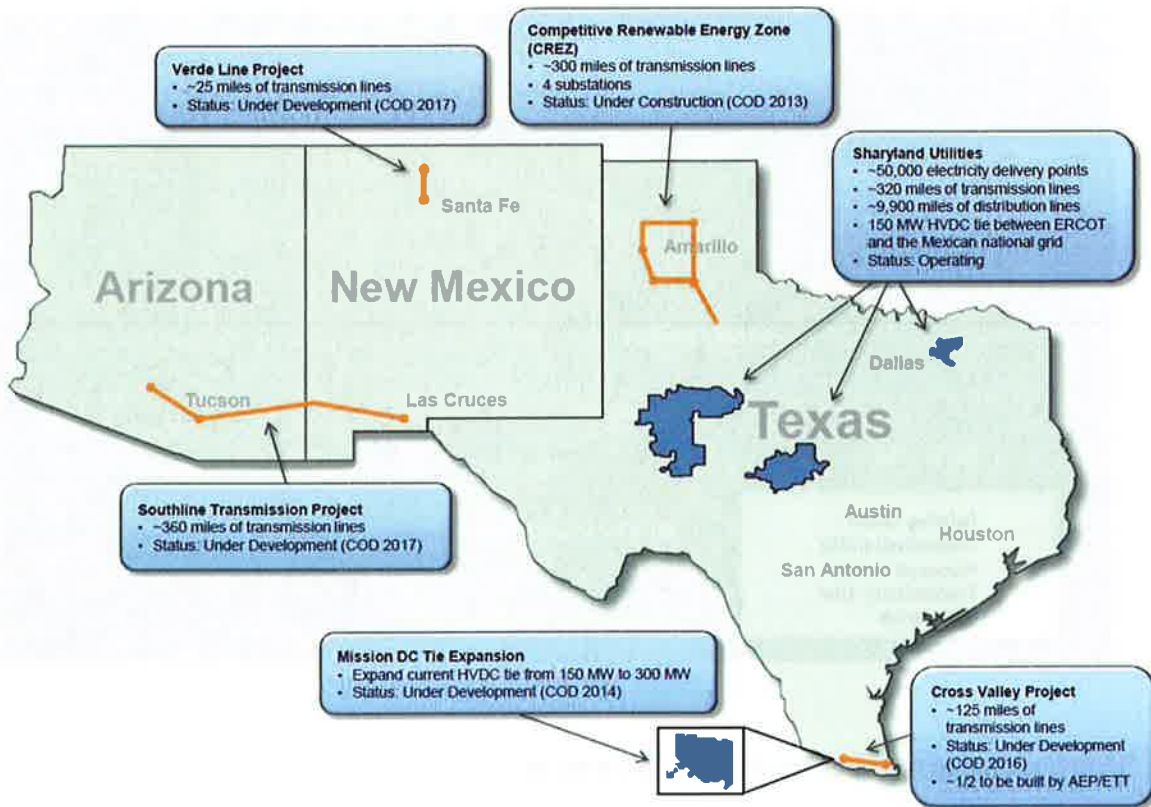 Competitive Renewable Energy Zone
(CREZ)
• ~300 miles of transmission lines
• 4 substations
• Status: Under Construction (COD 2013)
Verde Line Project
• ~25 miles of transmission lines
• Status: Under Development (COD 2017)
Sharyland Utilities
• ~50,000 electricity delivery points
• ~320 miles of transmission lines
• ~9,900 miles of distribution lines
• 150 MW HVDC tie between ERCOT
and the Mexican national grid
• Status: Operating
Santa Fe
Amarillo
Arizona
New Mexico
Dallas
Tucson
Las Cruces
Texas
Southline Transmission Project
• ~360 miles of transmission lines
• Status: Under Development (COD 2017)
Austin
Houston
San Antonio
Mission DC Tie Expansion
• Expand current HVDC tie from 150 MW to 300 MW
• Status: Under Development (COD 2014)
Cross Valley Project
• ~125 miles of
transmission lines
• Status: Under Development
(COD 2016)
• ~1/2 to be built by AEP/ETT